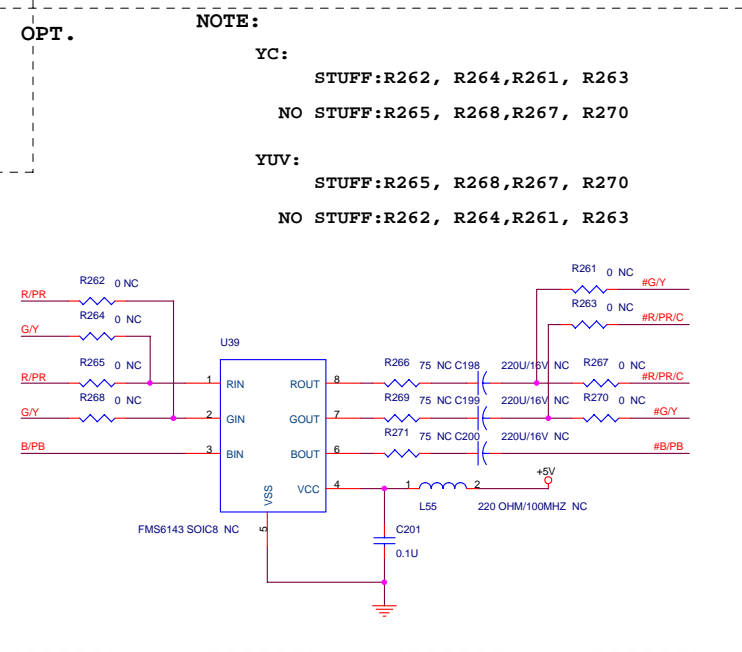 OPT.
NOTE:
YC:
STUFF:R262, R264,R261, R263
NO STUFF:R265, R268,R267, R270
YUV:
STUFF:R265, R268,R267, R270
NO STUFF:R262, R264,R261, R263
R261 0 NC
#G/Y
R262 0 NC
R/PR
R263 0 NC
#R/PR/C
R264 0 NC
G/Y
U39
R265 0 NC
R/PR
1 RIN
ROUT 8
R266 75 NC C198 220U/16V NC R267 0 NC
#R/PR/C
R268 0 NC
G/Y
2 GIN
GOUT 7
R269 75 NC C199 220U/16V NC R270 0 NC
#G/Y
B/PB
3 BIN
BOUT 6
R271 75 NC C200 220U/16V NC
#B/PB
VSS
5
VCC 4
1 2
+5V
L55 220 OHM/100MHZ NC
FMS6143 SOIC8 NC
C201
0.1U